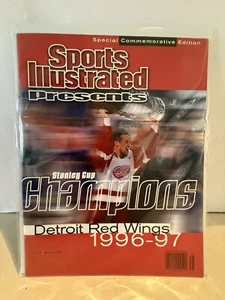 Special Commemorative Edition
Sports
Illustrated
Presents
Stanley Cup
Champions
Detroit Red Wings
1996-97